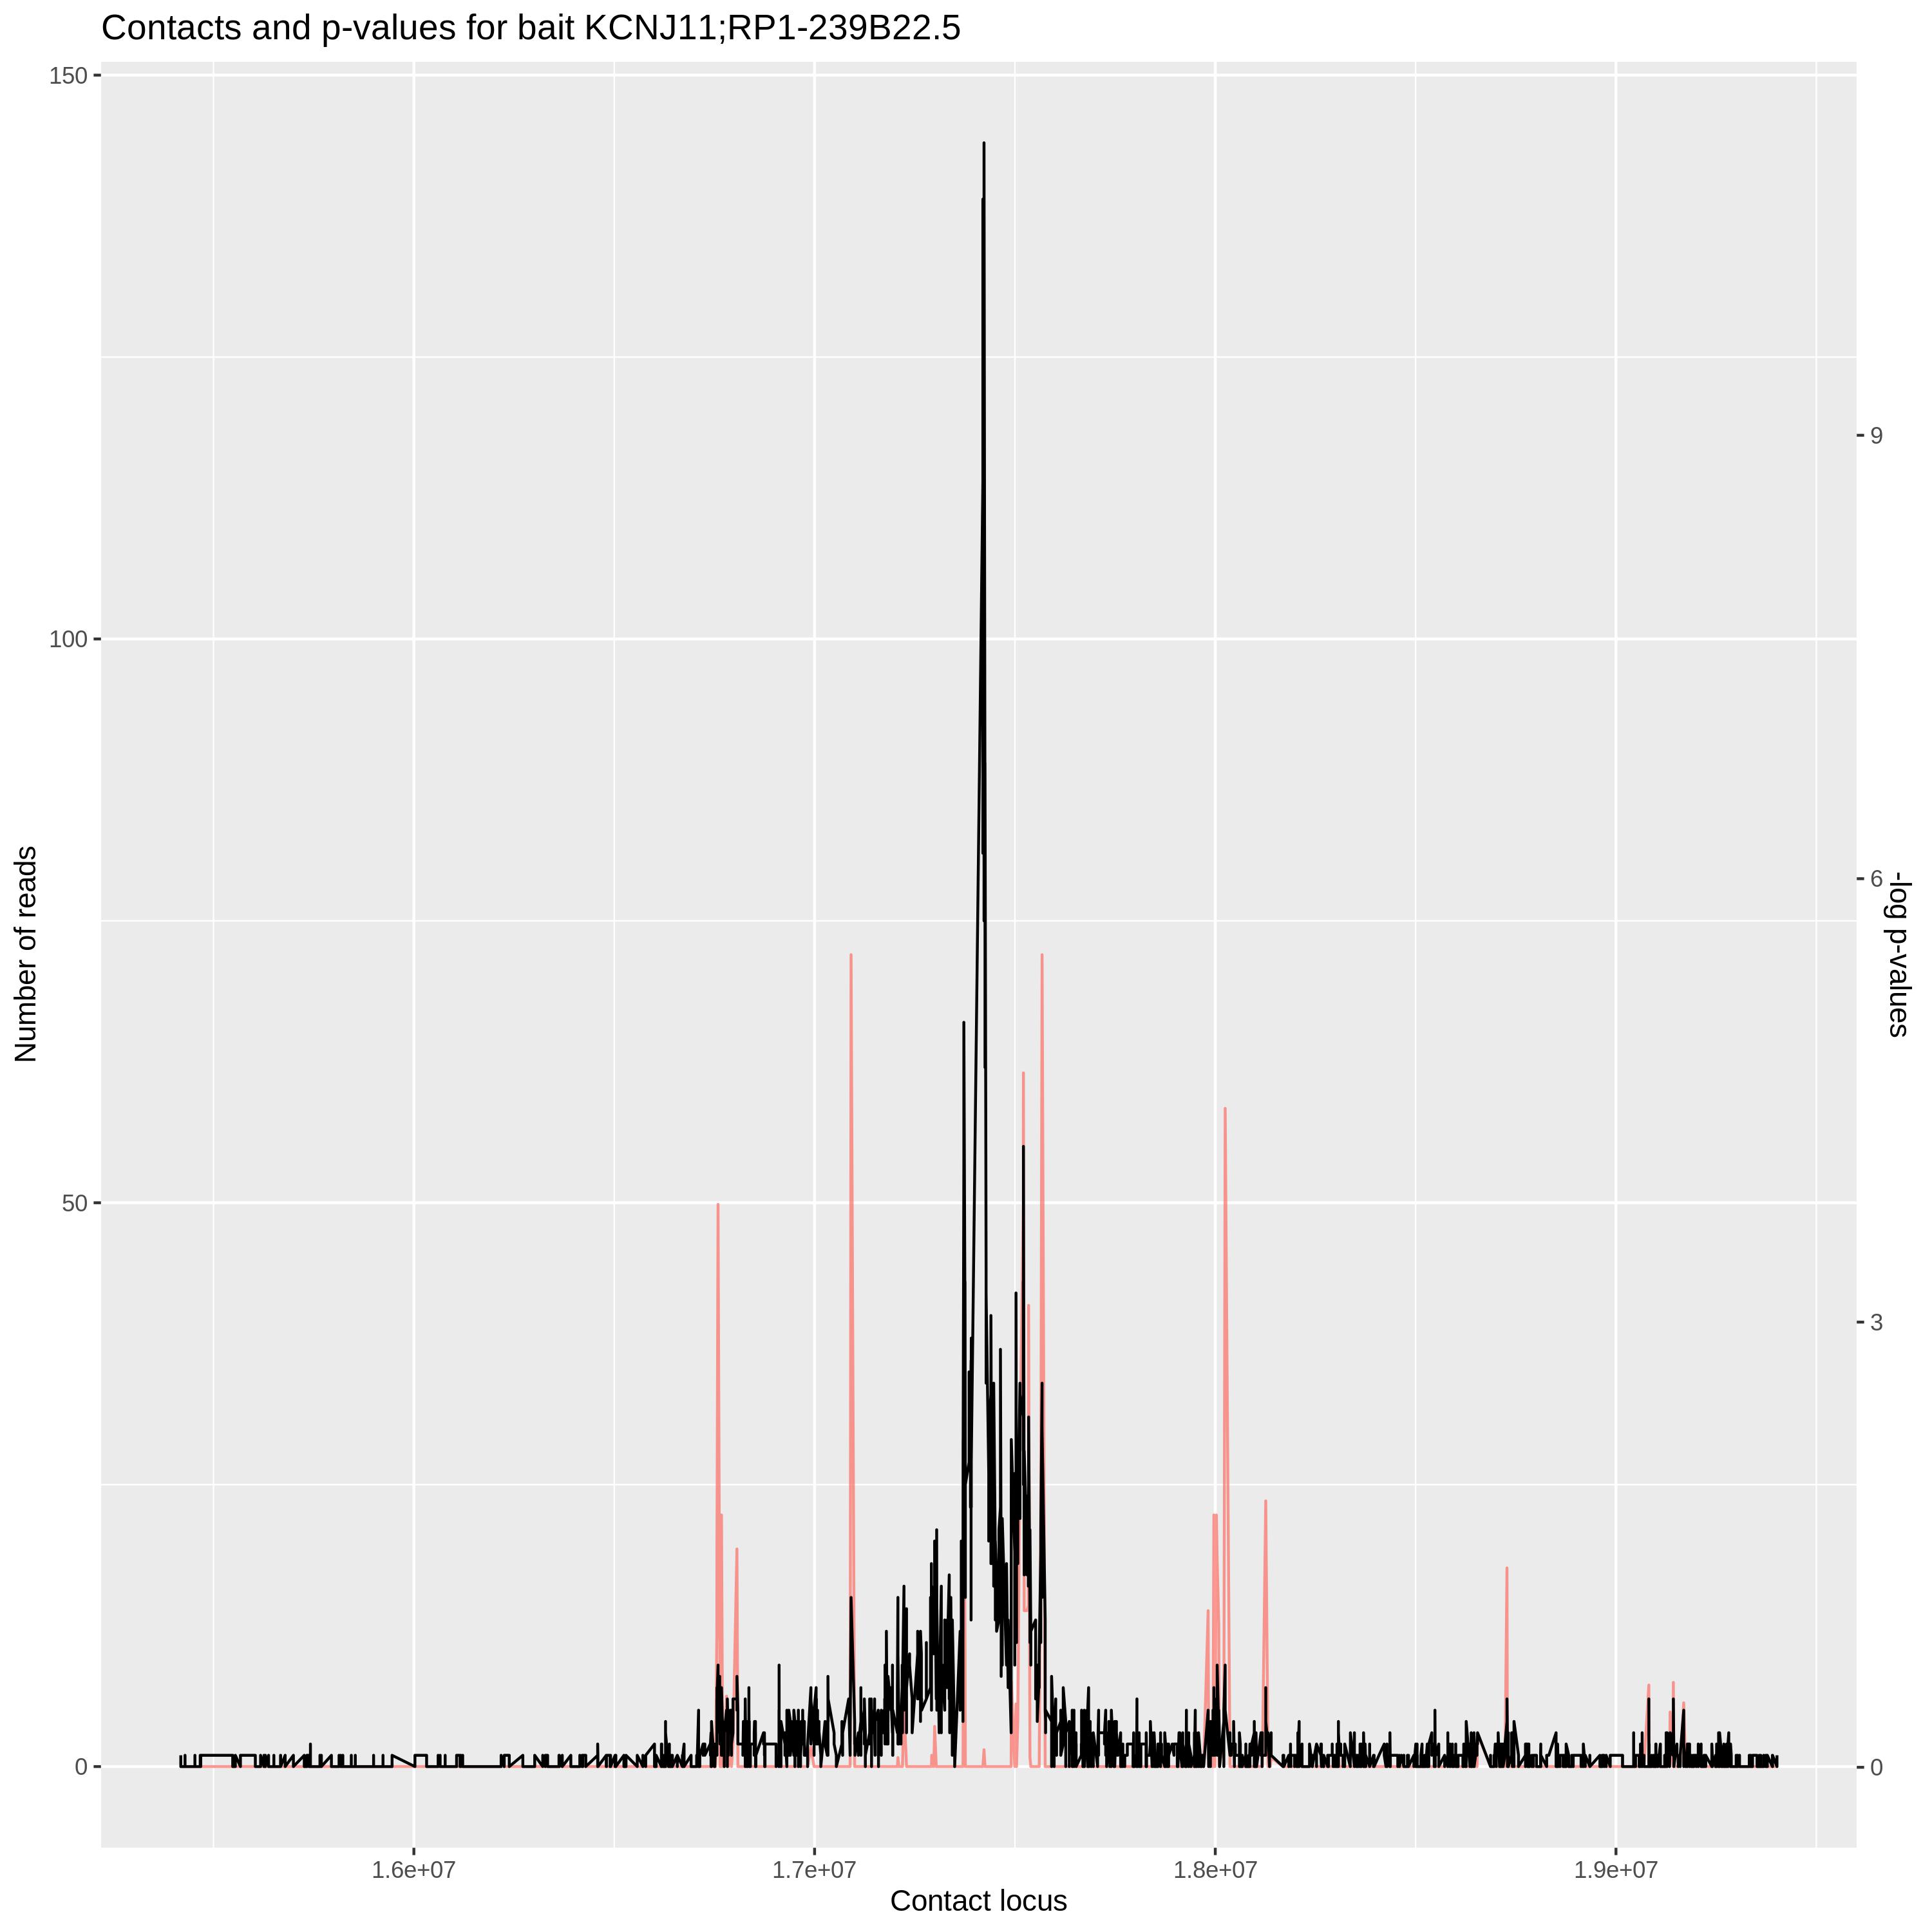 Contacts and p-values for bait KCNJ11;RP1-239B22.5
150
100
50
0
Number of reads
9
6
3
0
-log p-values
1.6e+07 1.7e+07 1.8e+07 1.9e+07
Contact locus